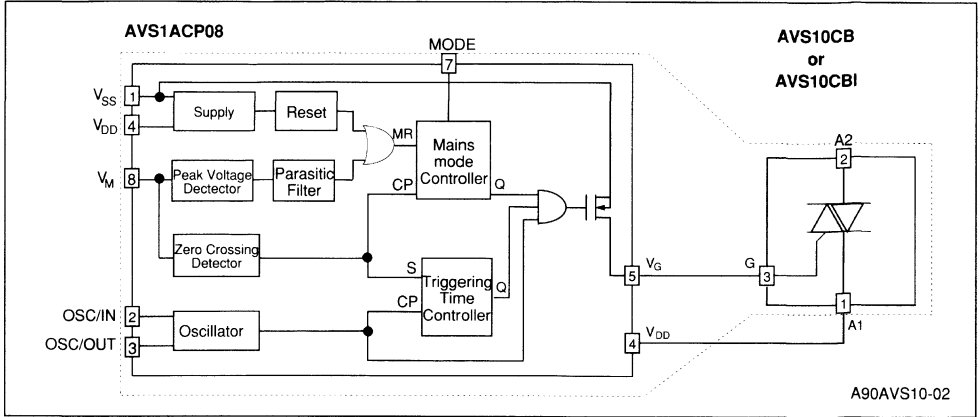 AVS1ACP08
AVS10CB
or
AVS10CBI
MODE
7
VSS
1
VDD
4
Supply
Reset
MR
Mains
mode
Controller
VM
8
Peak Voltage
Dectector
Parasitic
Filter
CP
Q
A2
2
Zero Crossing
Detector
S
Triggering
Time
Controller
Q
CP
5
VG
G
3
1
A1
OSC/IN
2
OSC/OUT
3
Oscillator
4
VDD
A90AVS10-02